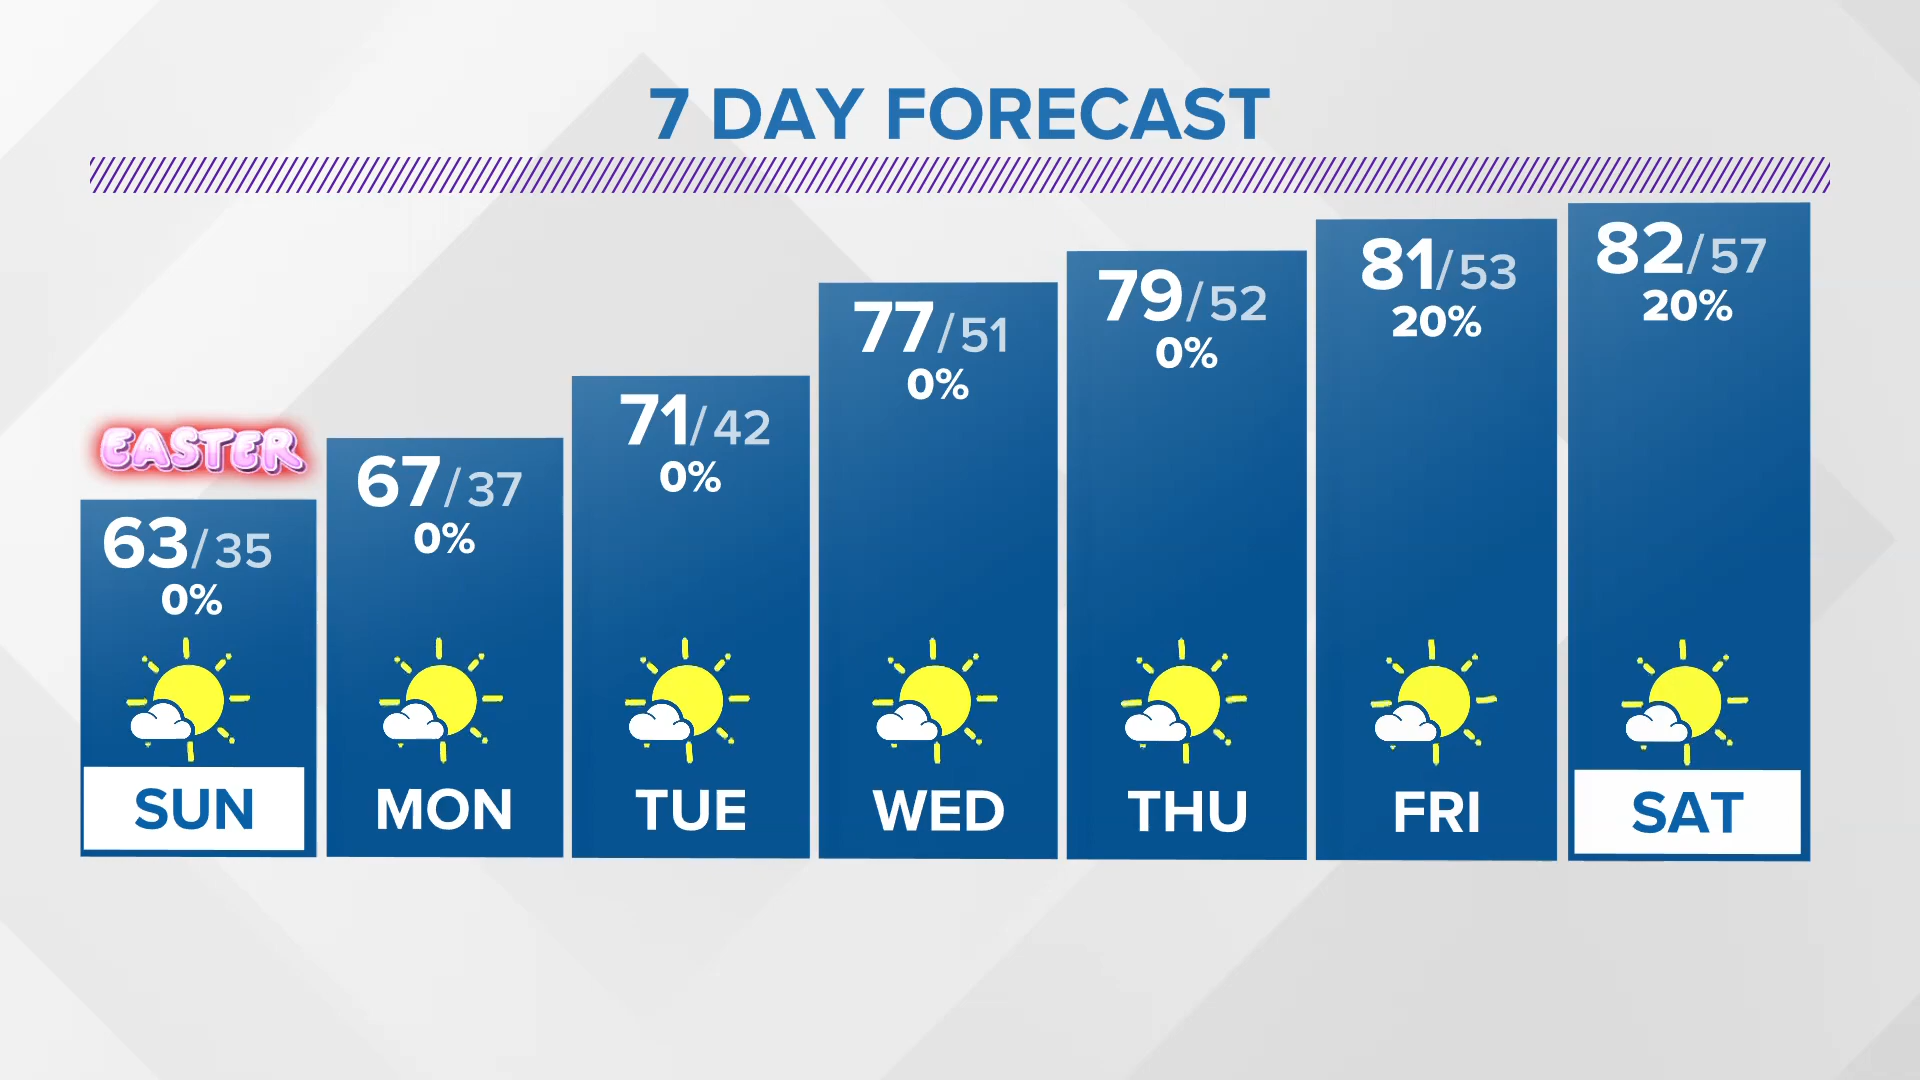 7 DAY FORECAST
EASTER
63/35
0%
SUN
67/37
0%
MON
71/42
0%
TUE
77/51
0%
WED
79/52
0%
THU
81/53
20%
FRI
82/57
20%
SAT